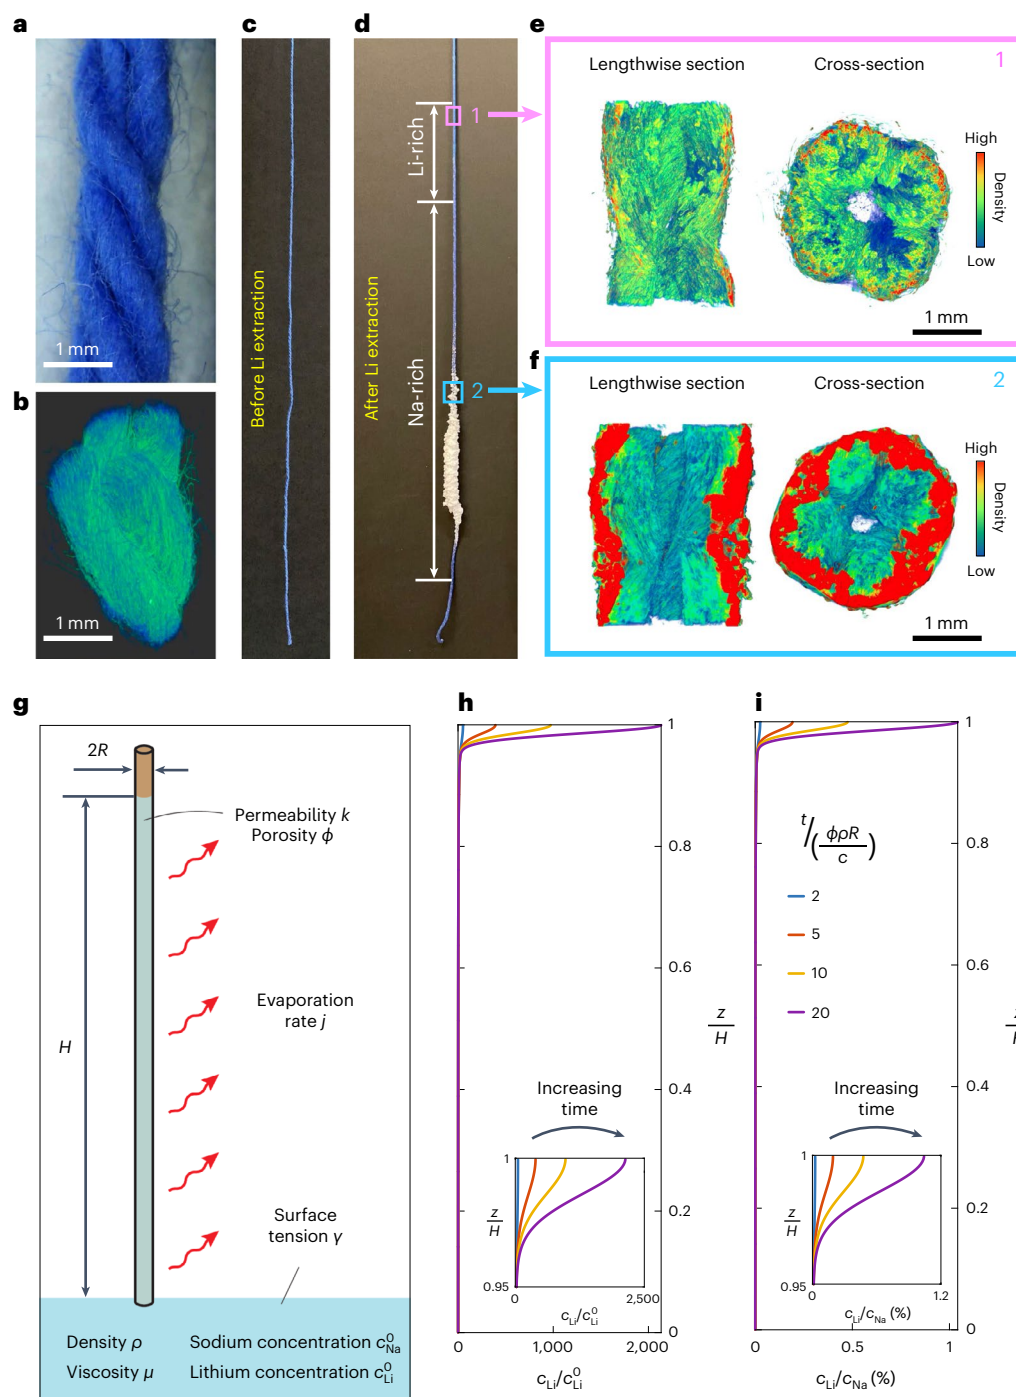 a
1 mm
b
1 mm
c
Before Li extraction
d
After Li extraction
Li-rich
Na-rich
1
2
e
1
Lengthwise section
Cross-section
High
Density
Low
1 mm
f
2
Lengthwise section
Cross-section
High
Density
Low
1 mm
g
2R
H
Permeability k
Porosity ϕ
Evaporation
rate j
Surface
tension γ
Density ρ
Viscosity μ
Sodium concentration c⁰Na
Lithium concentration c⁰Li
h
1
0.8
0.6
z/H
0.4
0.2
0
Increasing
time
1
z/H
0.95
0
2,500
cLi/c⁰Li
0
1,000
2,000
cLi/c⁰Li
i
1
0.8
0.6
0.4
0.2
0
t/(ϕρR/c)
2
5
10
20
Increasing
time
1
z/H
0.95
0
1.2
cLi/cNa (%)
0
0.5
1
cLi/cNa (%)